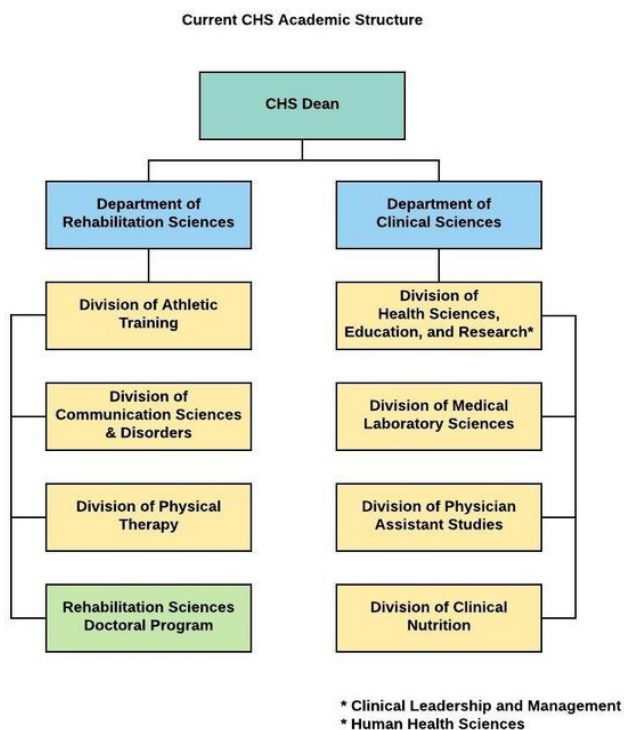 Current CHS Academic Structure
CHS Dean
Department of
Rehabilitation Sciences
Department of
Clinical Sciences
Division of Athletic
Training
Division of
Communication Sciences
& Disorders
Division of Physical
Therapy
Rehabilitation Sciences
Doctoral Program
Division of
Health Sciences,
Education, and Research*
Division of Medical
Laboratory Sciences
Division of Physician
Assistant Studies
Division of Clinical
Nutrition
* Clinical Leadership and Management
* Human Health Sciences